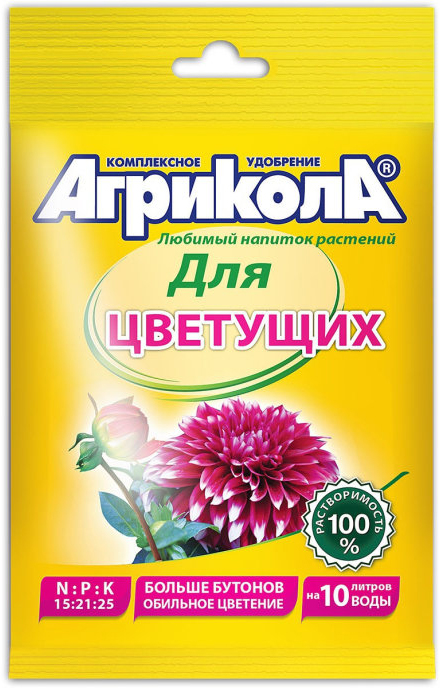 КОМПЛЕКСНОЕ УДОБРЕНИЕ
АгриколА®
Любимый напиток растений
Для
ЦВЕТУЩИХ
РАСТВОРИМОСТЬ
100
%
N:P:K
15:21:25
БОЛЬШЕ БУТОНОВ
ОБИЛЬНОЕ ЦВЕТЕНИЕ
на 10 литров ВОДЫ